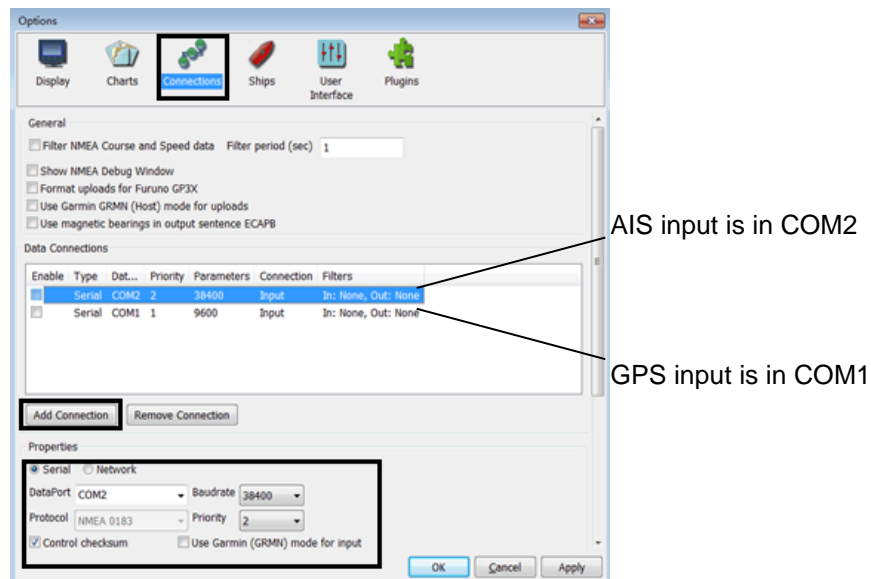 Options
Display Charts Connections Ships User Interface Plugins
General
Filter NMEA Course and Speed data Filter period (sec) 1
Show NMEA Debug Window
Format uploads for Furuno GP3X
Use Garmin GRMN (Host) mode for uploads
Use magnetic bearings in output sentence ECAPB
AIS input is in COM2
Data Connections
Enable Type Dat... Priority Parameters Connection Filters
Serial COM2 2 38400 Input In: None, Out: None
Serial COM1 1 9600 Input In: None, Out: None
GPS input is in COM1
Add Connection Remove Connection
Properties
Serial Network
DataPort COM2 Baudrate 38400
Protocol NMEA 0183 Priority 2
Control checksum Use Garmin (GRMN) mode for input
OK Cancel Apply